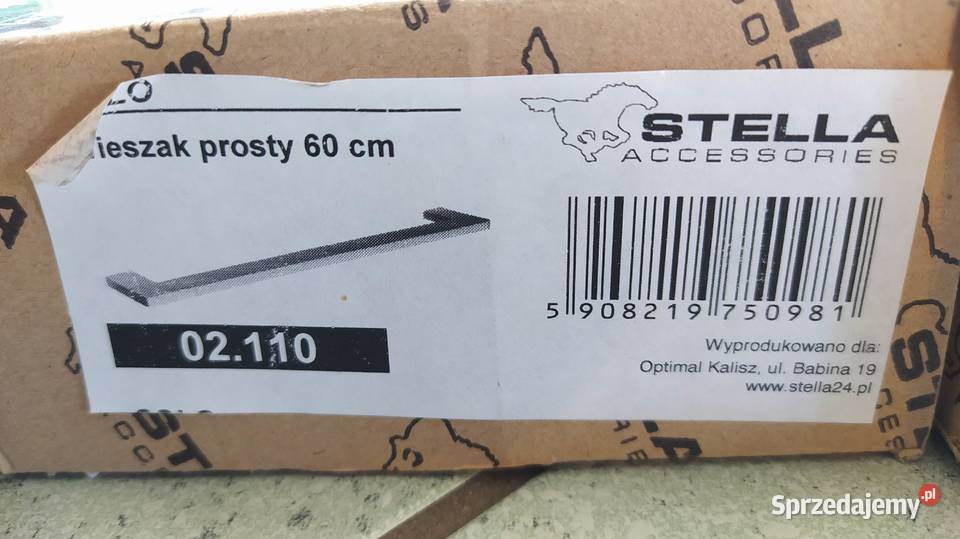 LO
ieszak prosty 60 cm
STELLA
ACCESSORIES
02.110
5 908219 750981
Wyprodukowano dla:
Optimal Kalisz, ul. Babina 19
www.stella24.pl
Sprzedajemy.pl